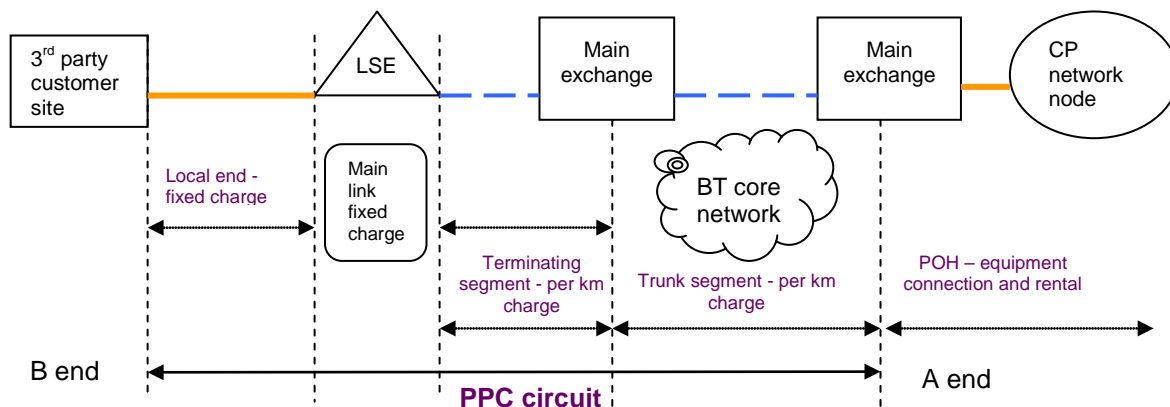 3rd party
customer
site
LSE
Main
exchange
Main
exchange
CP
network
node
Local end -
fixed charge
Main
link
fixed
charge
BT core
network
Terminating
segment - per km
charge
Trunk segment - per km
charge
POH – equipment
connection and rental
B end
PPC circuit
A end